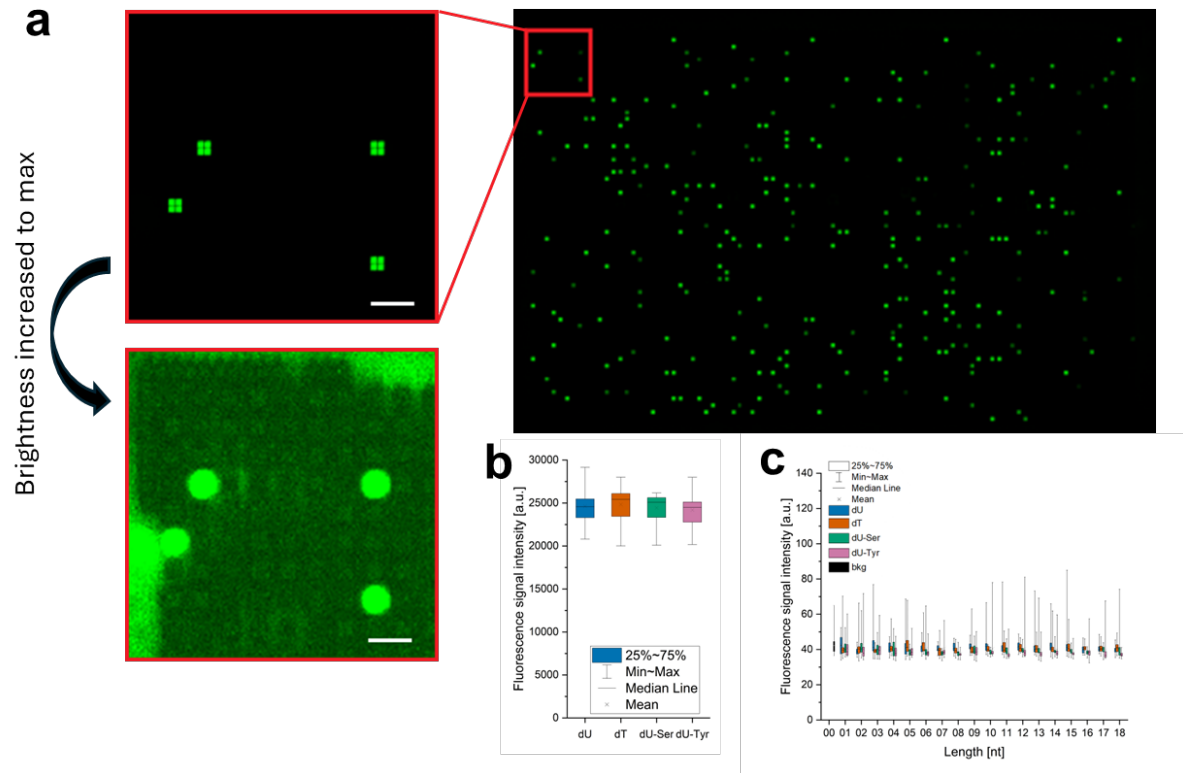 a
Brightness increased to max
b
Fluorescence signal intensity [a.u.]
30000
25000
20000
15000
10000
5000
0
25%~75%
Min~Max
Median Line
Mean
dU dT dU-Ser dU-Tyr
c
Fluorescence signal intensity [a.u.]
140
120
100
80
60
40
20
0
25%~75%
Min~Max
Median Line
Mean
dU
dT
dU-Ser
dU-Tyr
bkg
00 01 02 03 04 05 06 07 08 09 10 11 12 13 14 15 16 17 18
Length [nt]